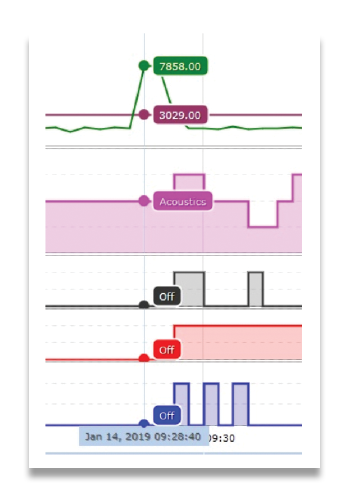 7858.00
3029.00
Acoustics
Off
Off
Off
Jan 14, 2019 09:28:40
09:30